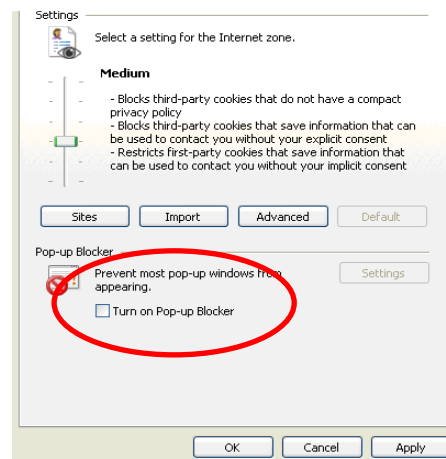 Settings
Select a setting for the Internet zone.
Medium
- Blocks third-party cookies that do not have a compact
privacy policy
- Blocks third-party cookies that save information that can
be used to contact you without your explicit consent
- Restricts first-party cookies that save information that
can be used to contact you without your implicit consent
Sites Import Advanced Default
Pop-up Blocker
Prevent most pop-up windows from Settings
appearing.
Turn on Pop-up Blocker
OK Cancel Apply